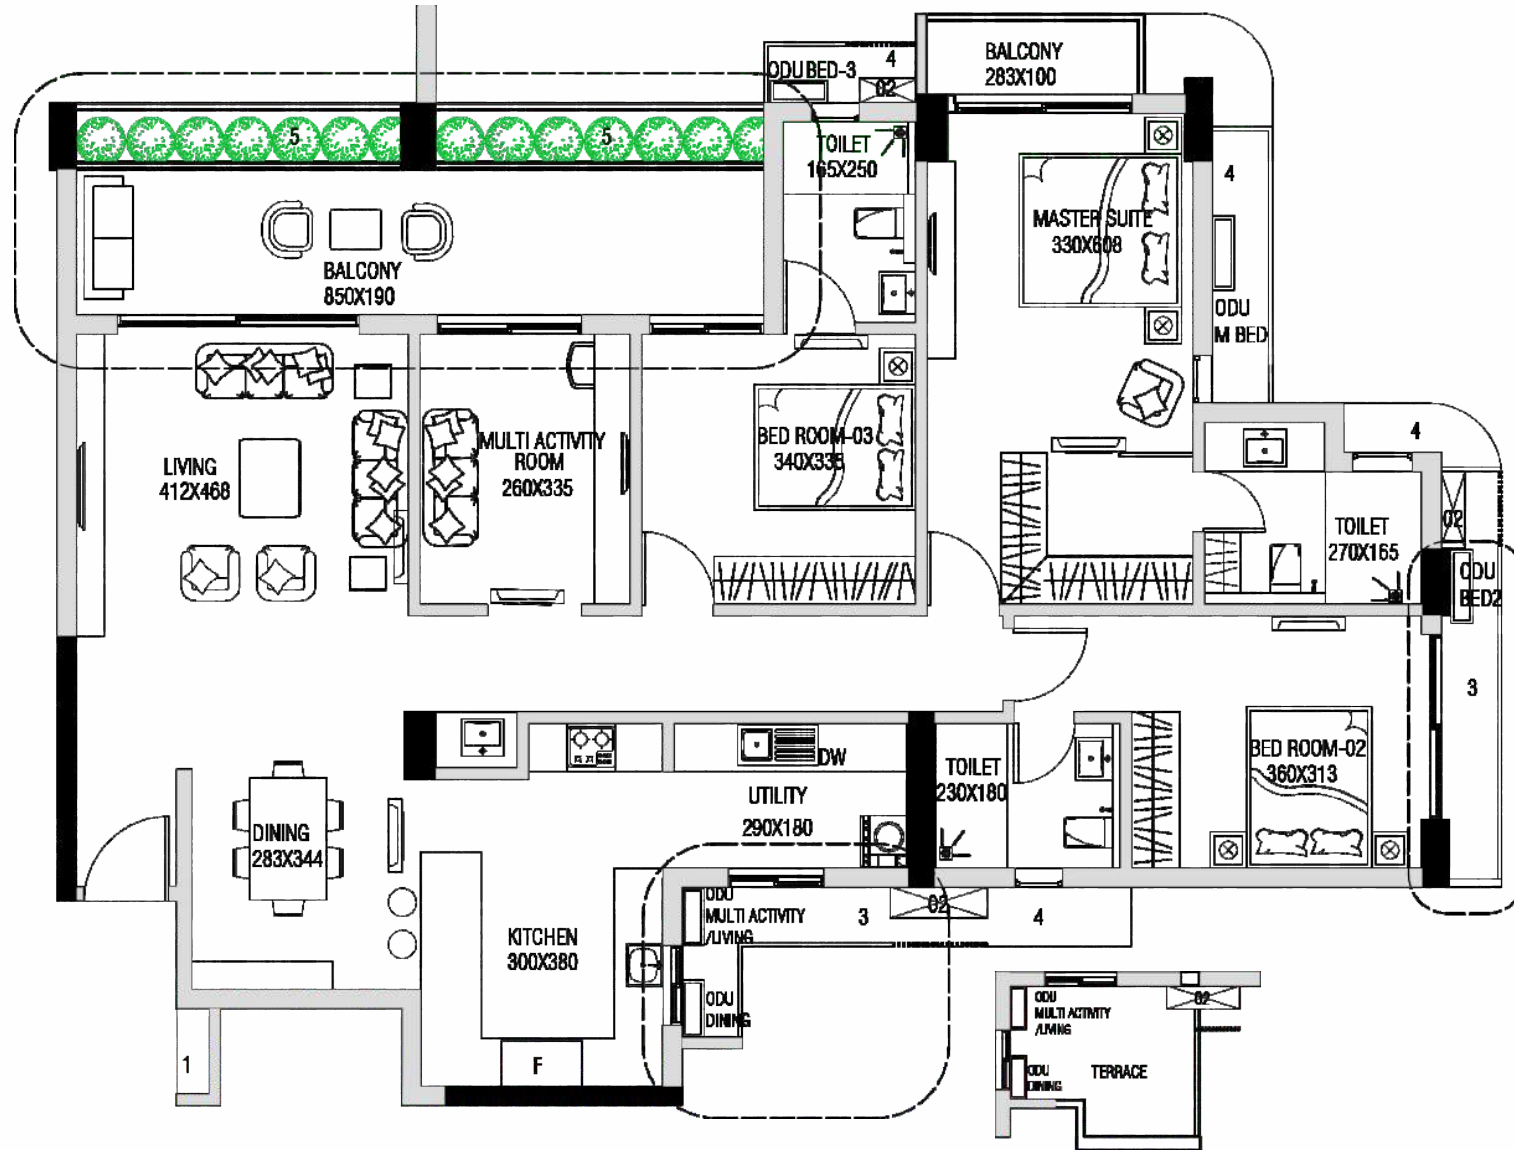 ODU BED-3
4
02
BALCONY
283X100
5
5
TOILET
165X250
4
MASTER SUITE
330X608
BALCONY
850X190
ODU
M BED
LIVING
412X468
MULTI ACTIVITY
ROOM
260X335
BED ROOM-03
340X335
4
02
TOILET
270X165
ODU
BED2
3
DINING
283X344
DW
UTILITY
290X180
TOILET
230X180
BED ROOM-02
360X313
KITCHEN
300X380
ODU
MULTI ACTIVITY
/LIVING
3
02
4
ODU
DINING
1
F
ODU
MULTI ACTIVITY
/LIVING
02
ODU
DINING
TERRACE